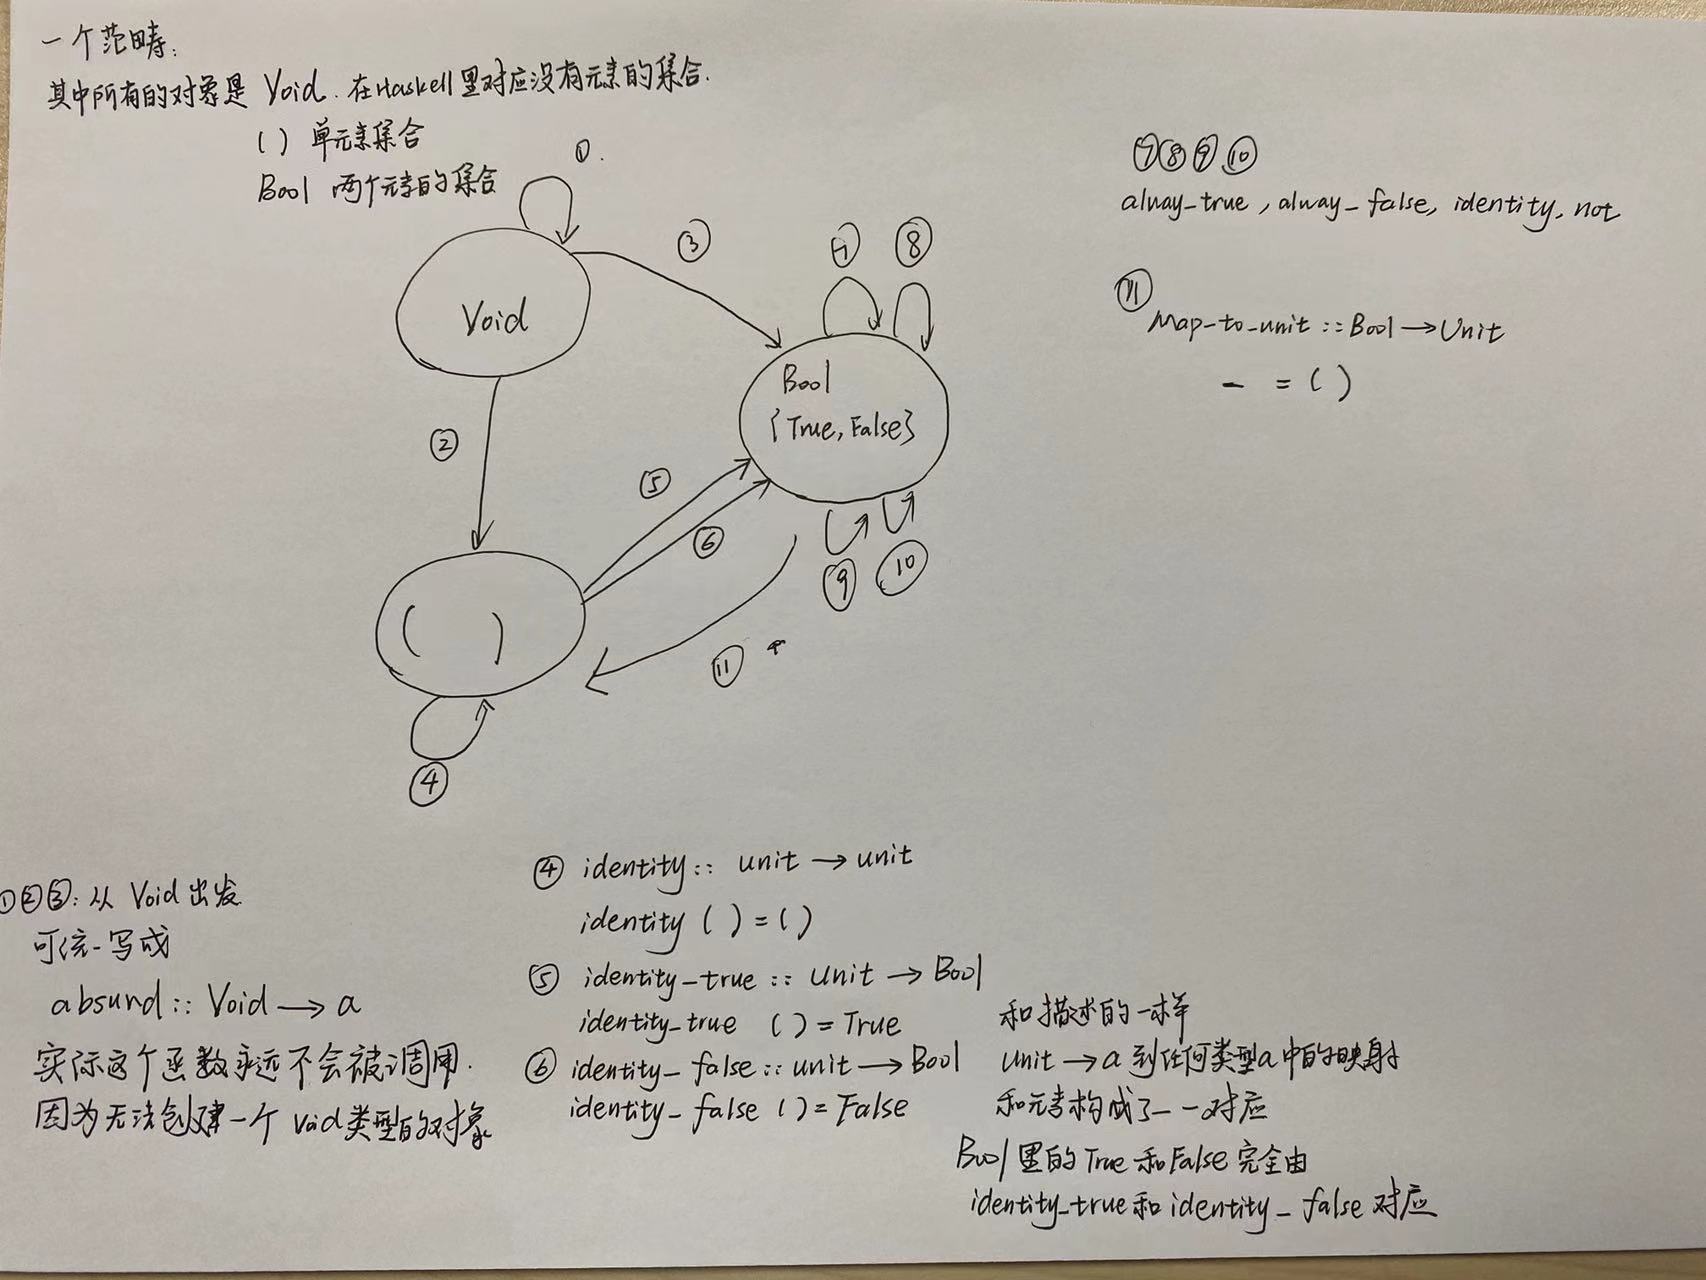 一个范畴:
其中所有的对象是 Void. 在Haskell里对应没有元素的集合.
( ) 单元素集合
Bool 两个元素的集合
①
③
⑦ ⑧
Void
Bool
{True, False}
②
⑤
⑥
⑨ ⑩
( )
⑪
④
⑦⑧⑨⑩
alway_true, alway_false, identity, not
⑪
Map_to_unit :: Bool → Unit
_ = ( )
①②③: 从 Void 出发
可统一写成
absurd :: Void → a
实际这个函数永远不会被调用.
因为无法创建一个 Void类型的对象
④ identity :: unit → unit
identity ( ) = ( )
⑤ identity_true :: Unit → Bool
identity_true ( ) = True
⑥ identity_false :: unit → Bool
identity_false ( ) = False
和描述的一样
Unit → a 到任何类型a中的映射
和元素构成了一一对应
Bool里的True和False完全由
identity_true和identity_false对应